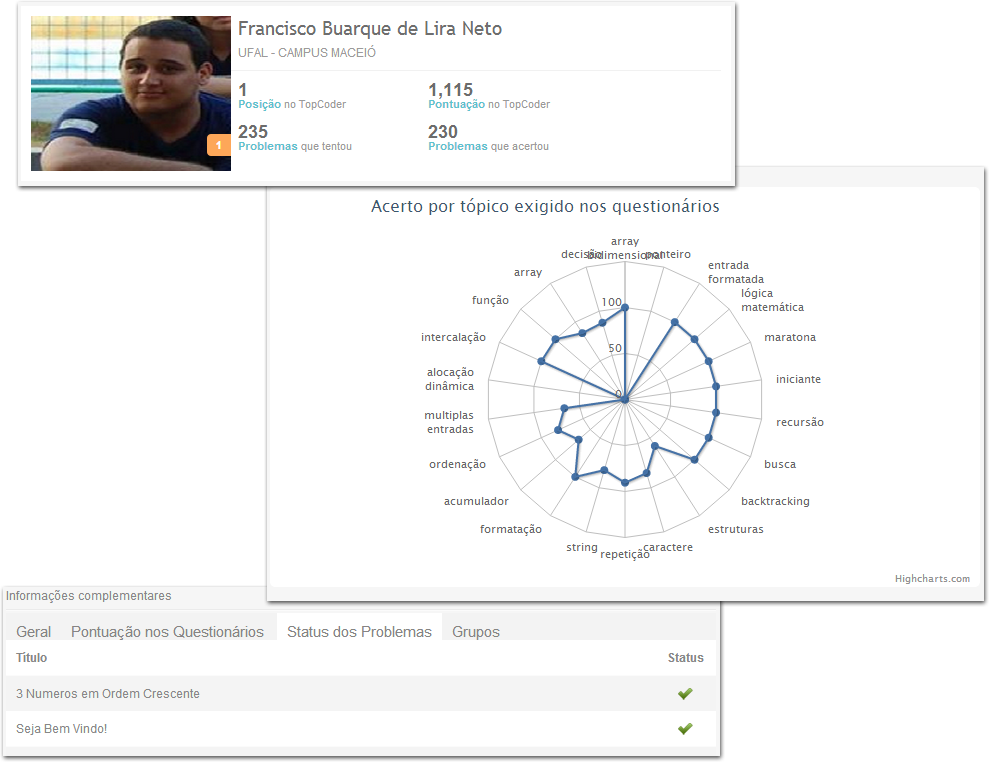 Francisco Buarque de Lira Neto
UFAL - CAMPUS MACEIÓ
1
1,115
Posição no TopCoder
Pontuação no TopCoder
235
230
Problemas que tentou
Problemas que acertou
1
Acerto por tópico exigido nos questionários
array
bidimensional
ponteiro
entrada
formatada
lógica
matemática
maratona
iniciante
recursão
busca
backtracking
estruturas
caractere
repetição
string
formatação
acumulador
ordenação
multiplas
entradas
alocação
dinâmica
intercalação
função
array
decisão
100
50
0
Highcharts.com
Informações complementares
Geral Pontuação nos Questionários Status dos Problemas Grupos
Título Status
3 Numeros em Ordem Crescente
Seja Bem Vindo!